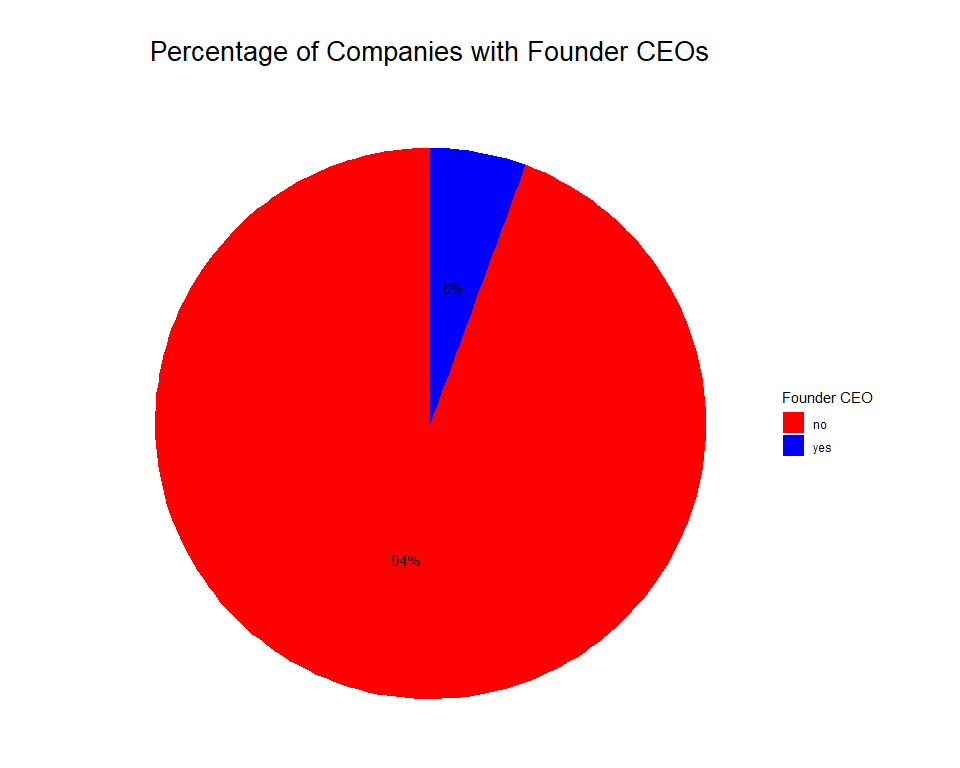 Percentage of Companies with Founder CEOs
6%
94%
Founder CEO
no
yes